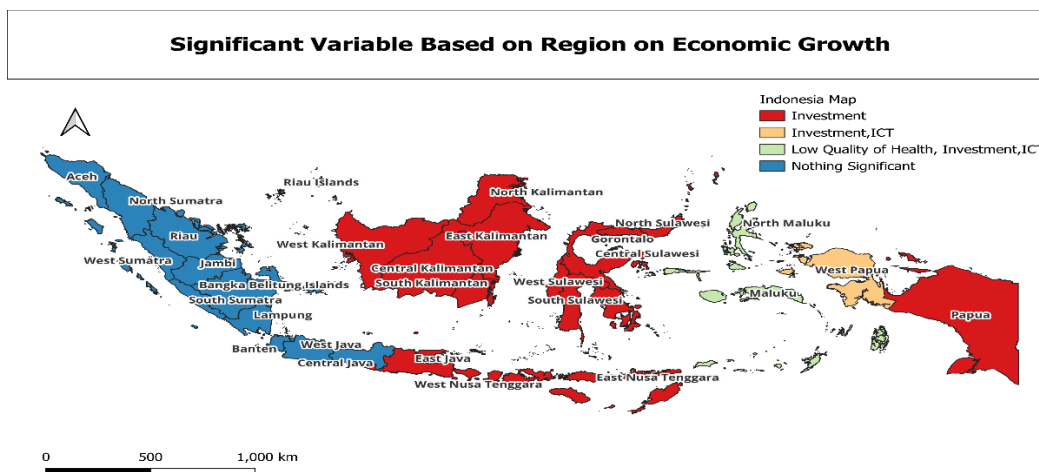 Significant Variable Based on Region on Economic Growth
Indonesia Map
Investment
Investment,ICT
Low Quality of Health, Investment,ICT
Nothing Significant
Aceh
North Sumatra
Riau Islands
Riau
West Sumatra
Jambi
Bangka Belitung Islands
South Sumatra
Lampung
Banten
West Java
Central Java
East Java
West Nusa Tenggara
East Nusa Tenggara
North Kalimantan
West Kalimantan
East Kalimantan
Central Kalimantan
South Kalimantan
North Sulawesi
Gorontalo
Central Sulawesi
West Sulawesi
South Sulawesi
North Maluku
Maluku
West Papua
Papua
0 500 1,000 km